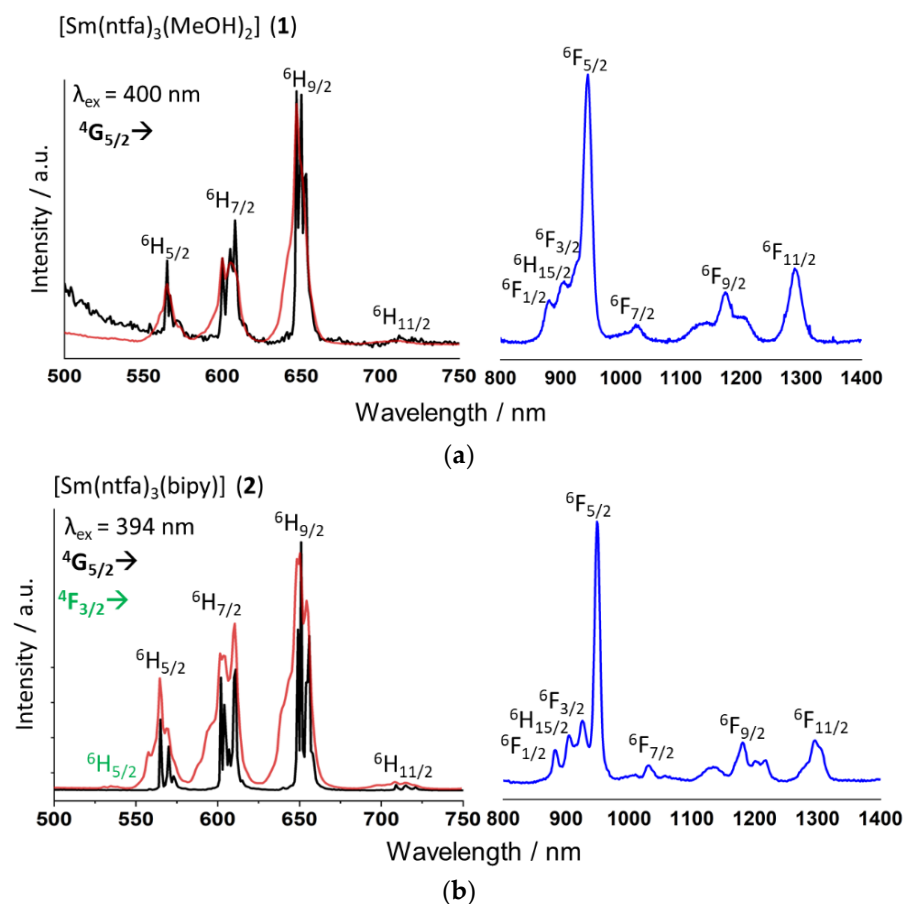 [Sm(ntfa)₃(MeOH)₂] (1)
λex = 400 nm
⁴G₅/₂→
⁶H₅/₂
⁶H₇/₂
⁶H₉/₂
⁶H₁₁/₂
Intensity / a.u.
500 550 600 650 700 750
⁶F₁/₂
⁶H₁₅/₂
⁶F₃/₂
⁶F₅/₂
⁶F₇/₂
⁶F₉/₂
⁶F₁₁/₂
800 900 1000 1100 1200 1300 1400
Wavelength / nm
(a)
[Sm(ntfa)₃(bipy)] (2)
λex = 394 nm
⁴G₅/₂→
⁴F₃/₂→
⁶H₅/₂
⁶H₅/₂
⁶H₇/₂
⁶H₉/₂
⁶H₁₁/₂
Intensity / a.u.
500 550 600 650 700 750
⁶F₁/₂
⁶H₁₅/₂
⁶F₃/₂
⁶F₅/₂
⁶F₇/₂
⁶F₉/₂
⁶F₁₁/₂
800 900 1000 1100 1200 1300 1400
Wavelength / nm
(b)